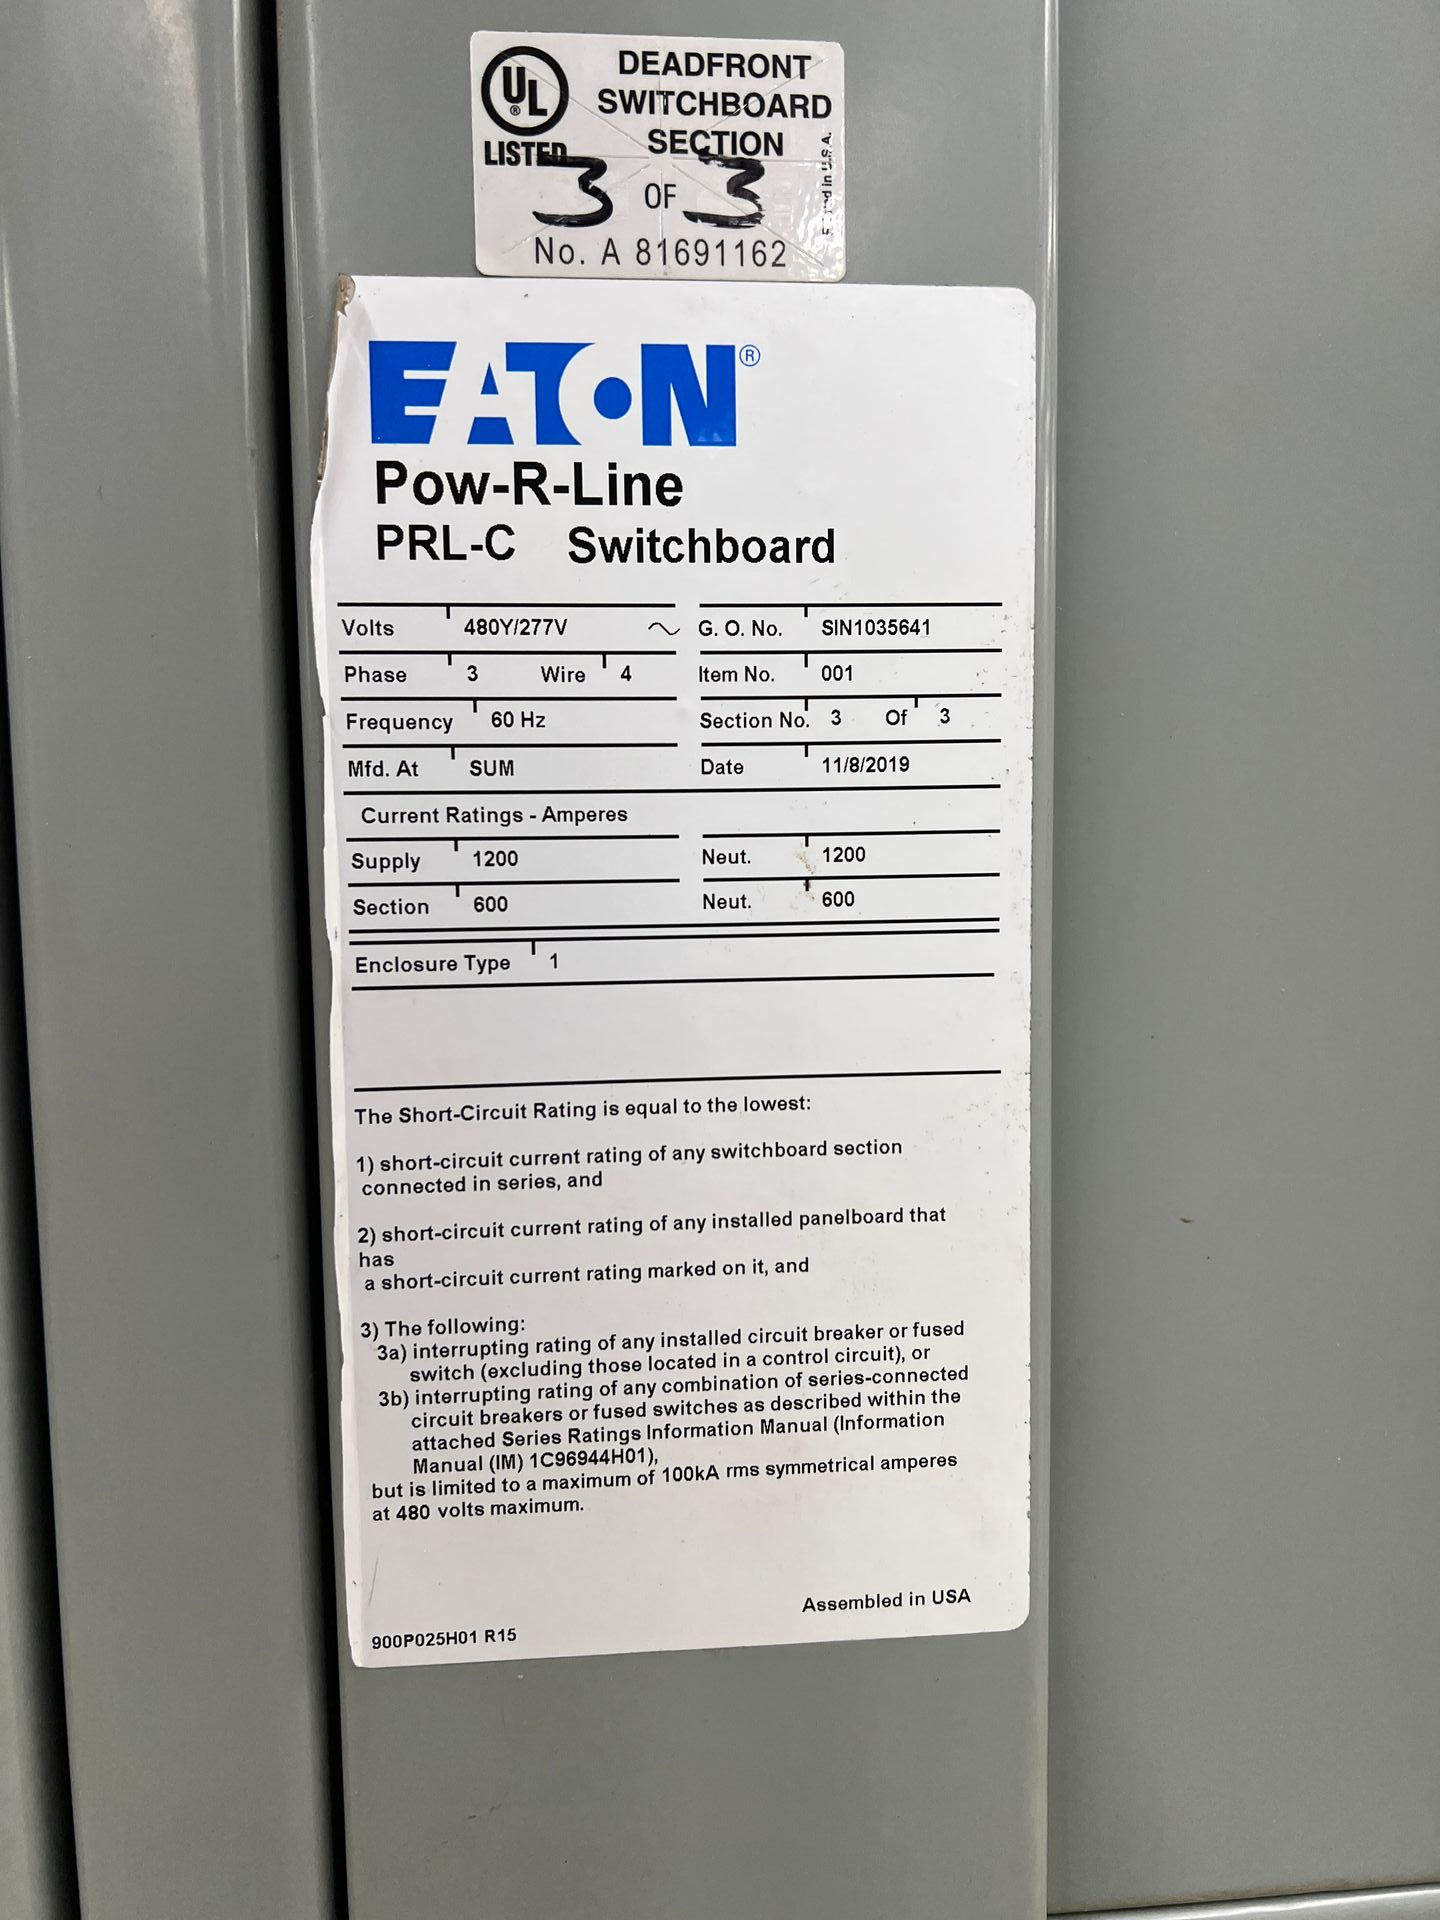 UL ®
LISTED
DEADFRONT
SWITCHBOARD
SECTION
3 OF 3
No. A 81691162
in U.S.A.
EATON®
Pow-R-Line
PRL-C Switchboard
Volts 480Y/277V ~ G. O. No. SIN1035641
Phase 3 Wire 4 Item No. 001
Frequency 60 Hz Section No. 3 Of 3
Mfd. At SUM Date 11/8/2019
Current Ratings - Amperes
Supply 1200 Neut. 1200
Section 600 Neut. 600
Enclosure Type 1
The Short-Circuit Rating is equal to the lowest:
1) short-circuit current rating of any switchboard section
connected in series, and
2) short-circuit current rating of any installed panelboard that
has
a short-circuit current rating marked on it, and
3) The following:
3a) interrupting rating of any installed circuit breaker or fused
switch (excluding those located in a control circuit), or
3b) interrupting rating of any combination of series-connected
circuit breakers or fused switches as described within the
attached Series Ratings Information Manual (Information
Manual (IM) 1C96944H01),
but is limited to a maximum of 100kA rms symmetrical amperes
at 480 volts maximum.
Assembled in USA
900P025H01 R15